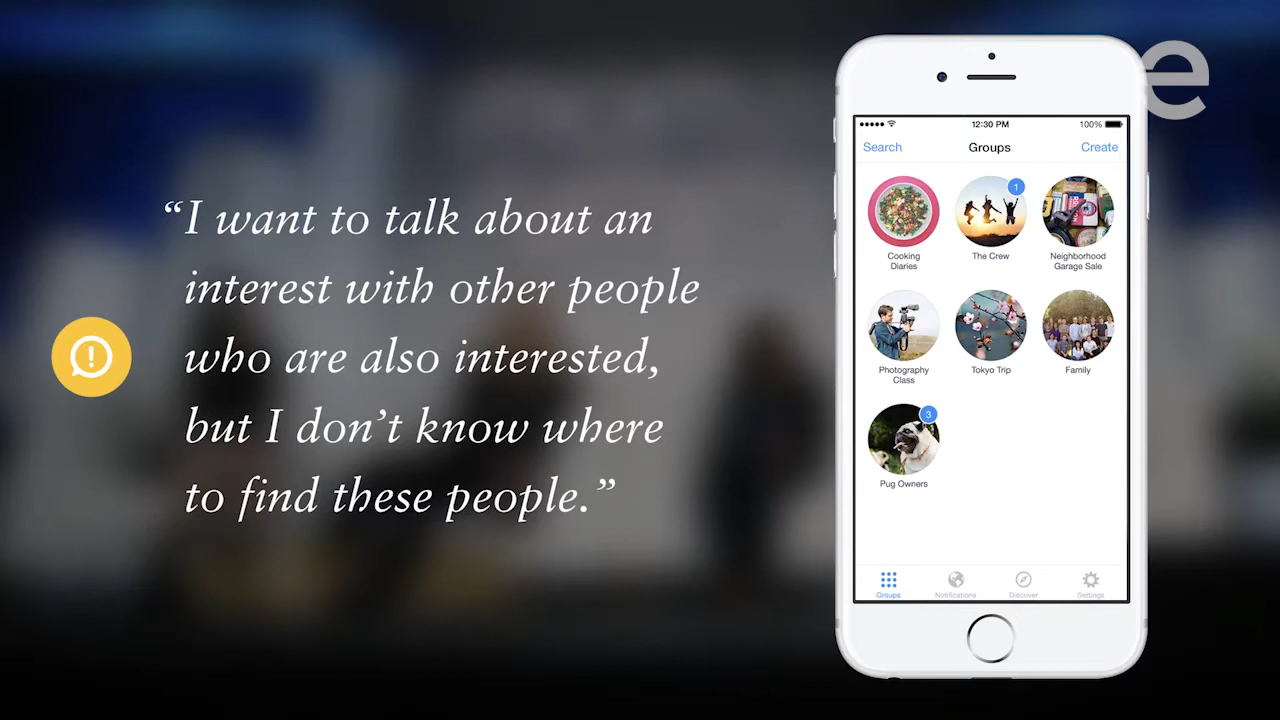 “I want to talk about an
interest with other people
who are also interested,
but I don’t know where
to find these people.”
e
12:30 PM
100%
Search
Groups
Create
1
Cooking
Diaries
The Crew
Neighborhood
Garage Sale
Photography
Class
Tokyo Trip
Family
3
Pug Owners
Groups
Notifications
Discover
Settings